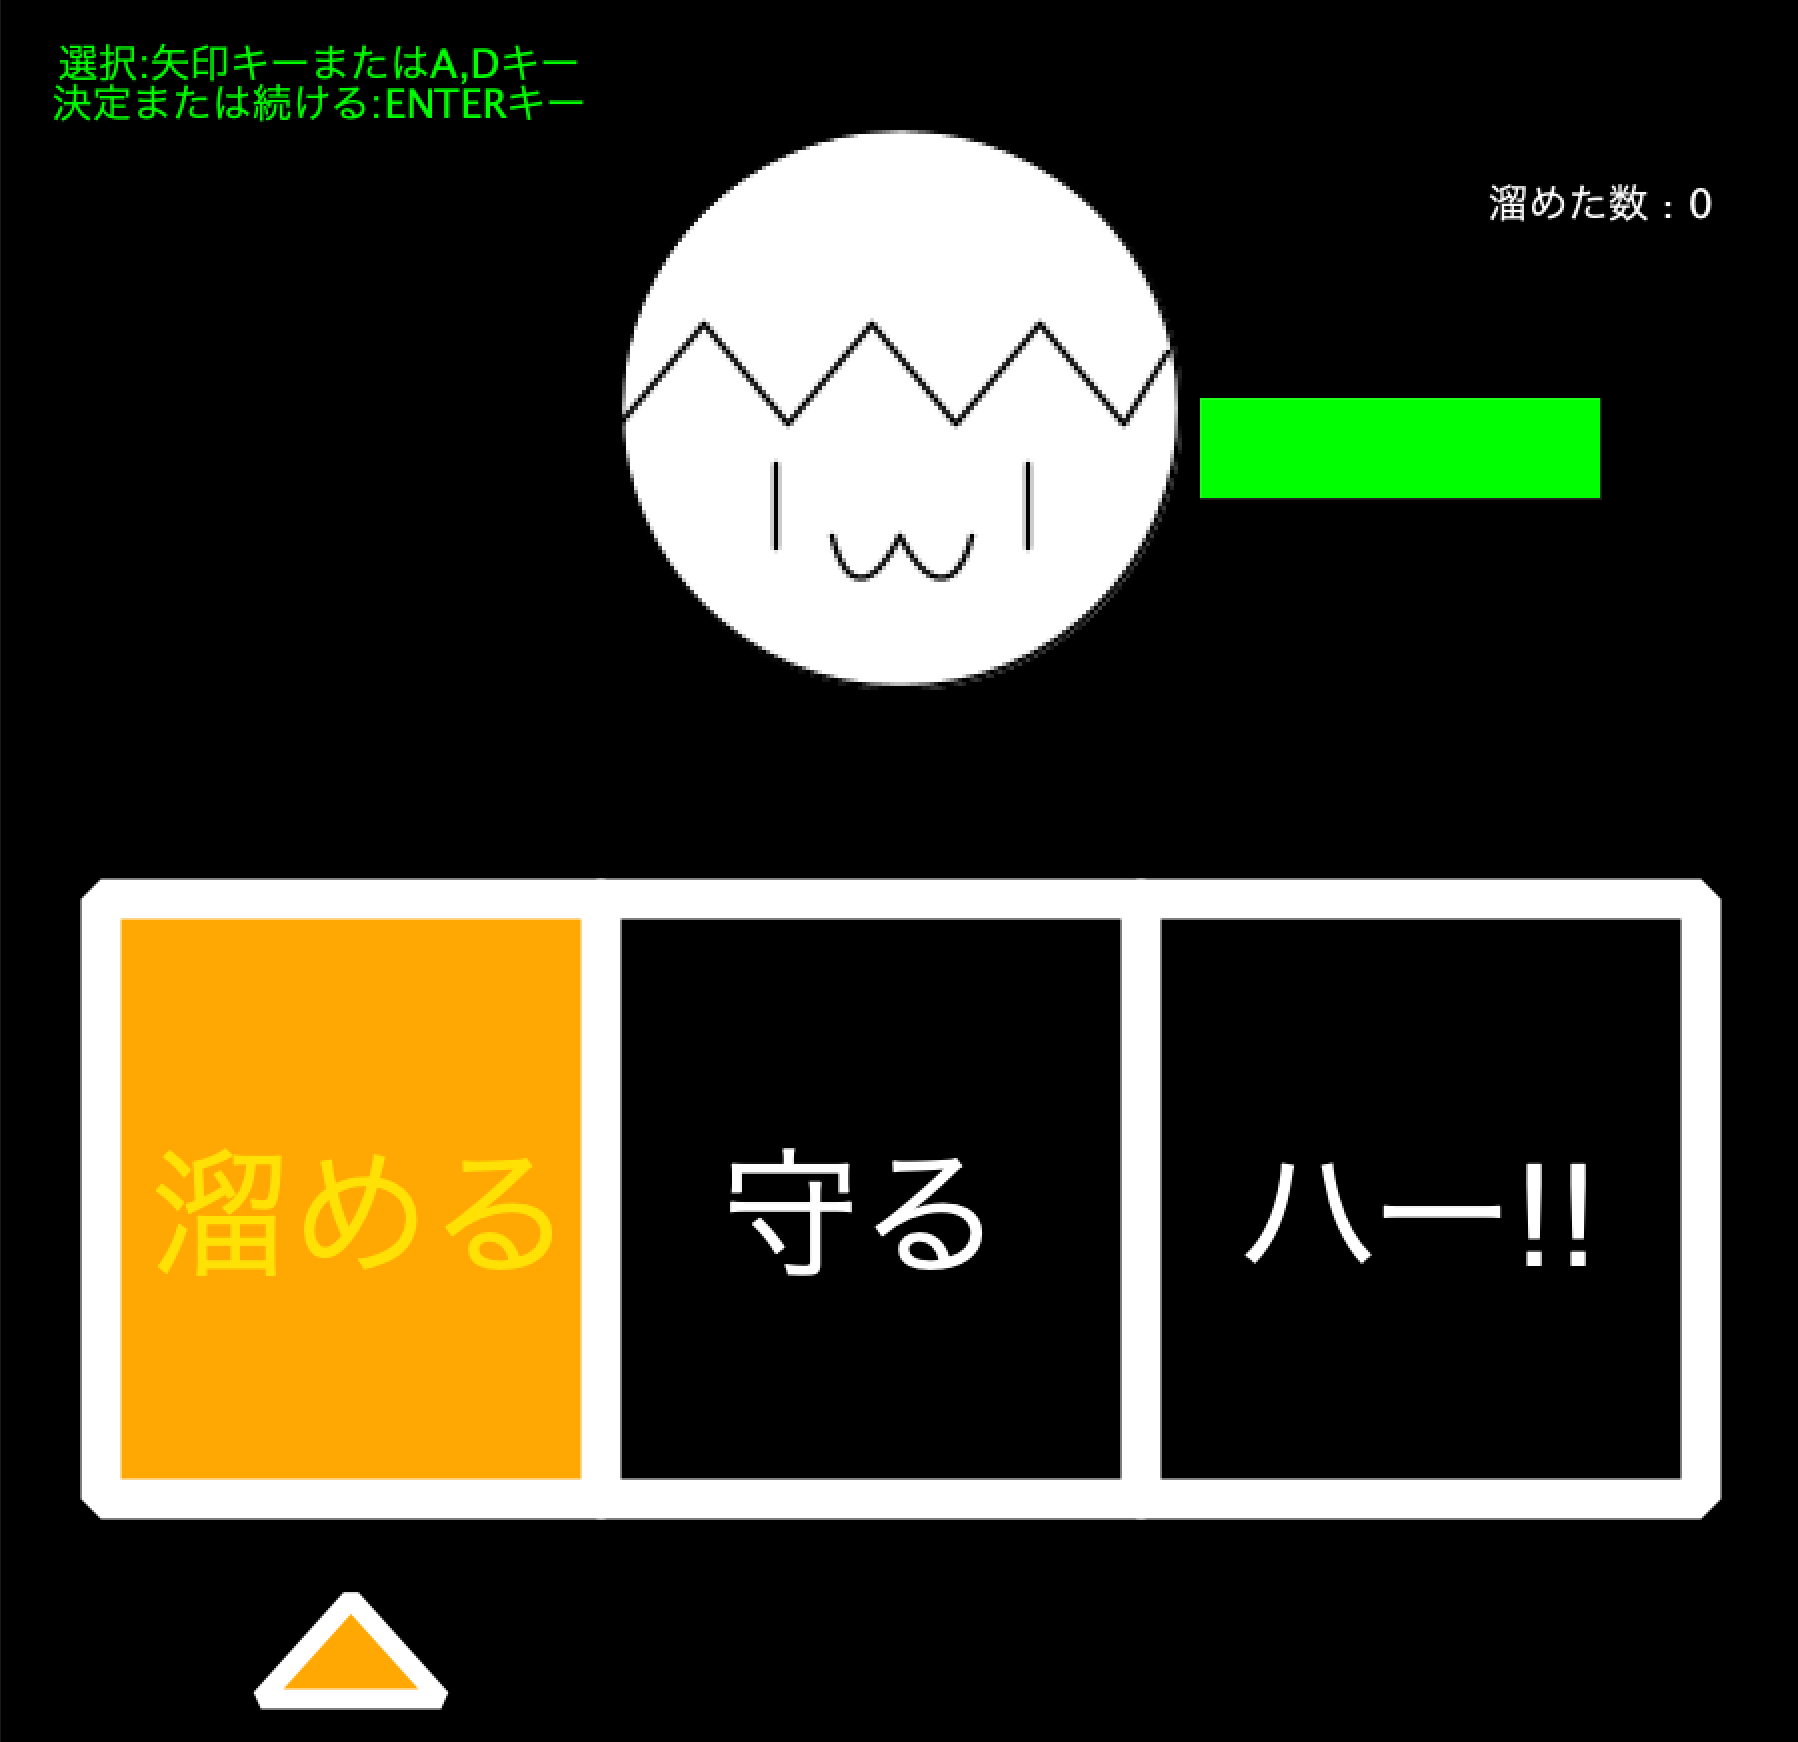 選択:矢印キーまたはA,Dキー
決定または続ける:ENTERキー
溜めた数：0
溜める
守る
ハー!!